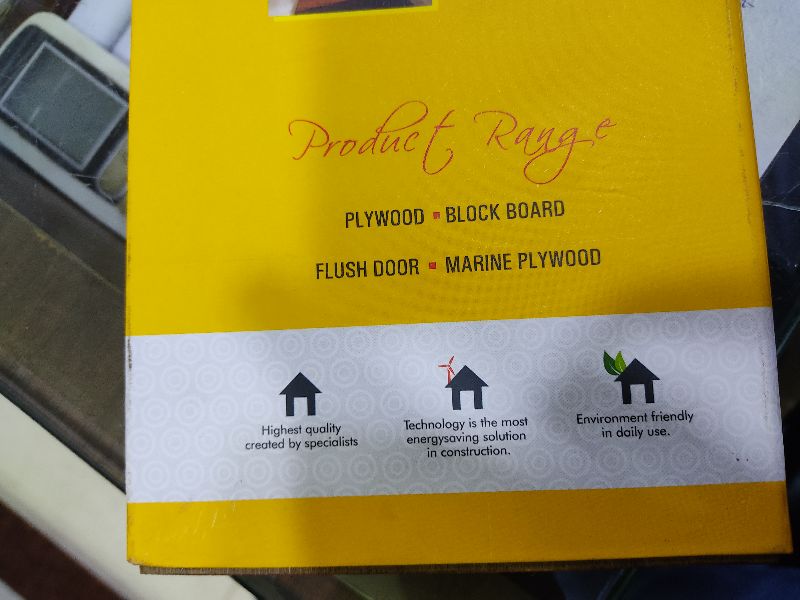 Product Range
PLYWOOD ▪ BLOCK BOARD
FLUSH DOOR ▪ MARINE PLYWOOD
Highest quality
created by specialists
Technology is the most
energysaving solution
in construction.
Environment friendly
in daily use.